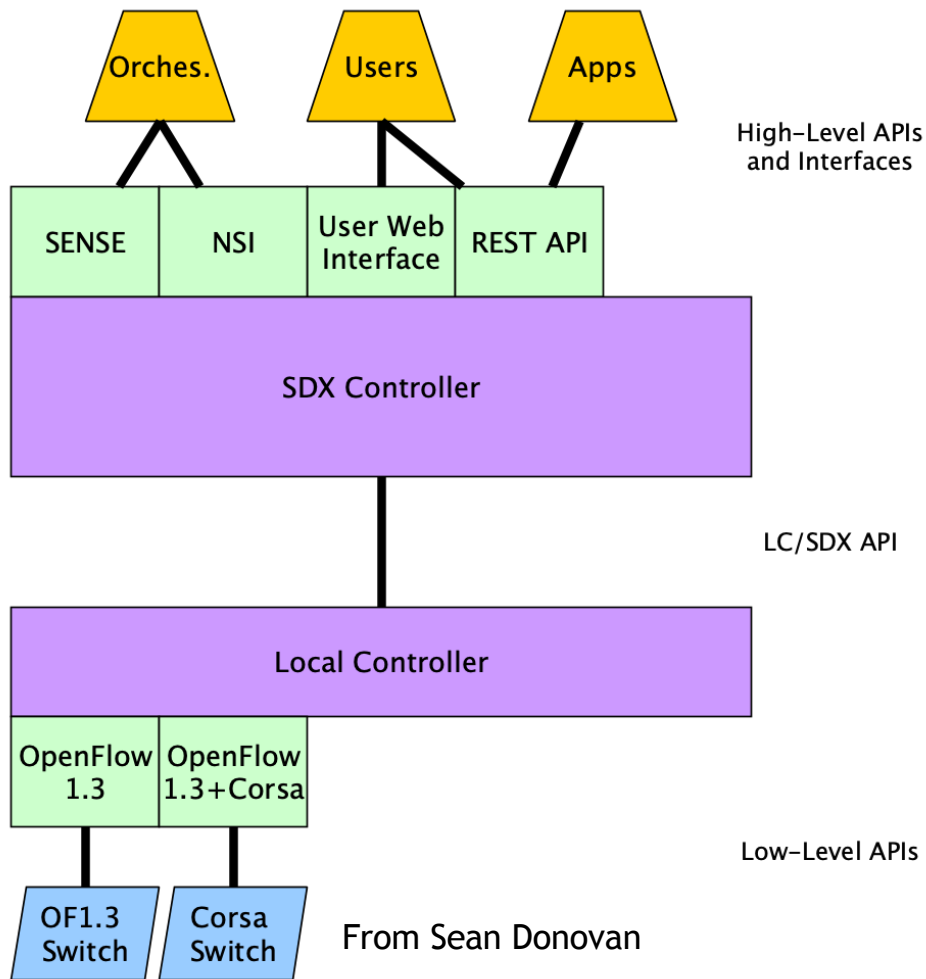 Orches.
Users
Apps
High-Level APIs
and Interfaces
SENSE
NSI
User Web
Interface
REST API
SDX Controller
LC/SDX API
Local Controller
OpenFlow
1.3
OpenFlow
1.3+Corsa
Low-Level APIs
OF1.3
Switch
Corsa
Switch
From Sean Donovan